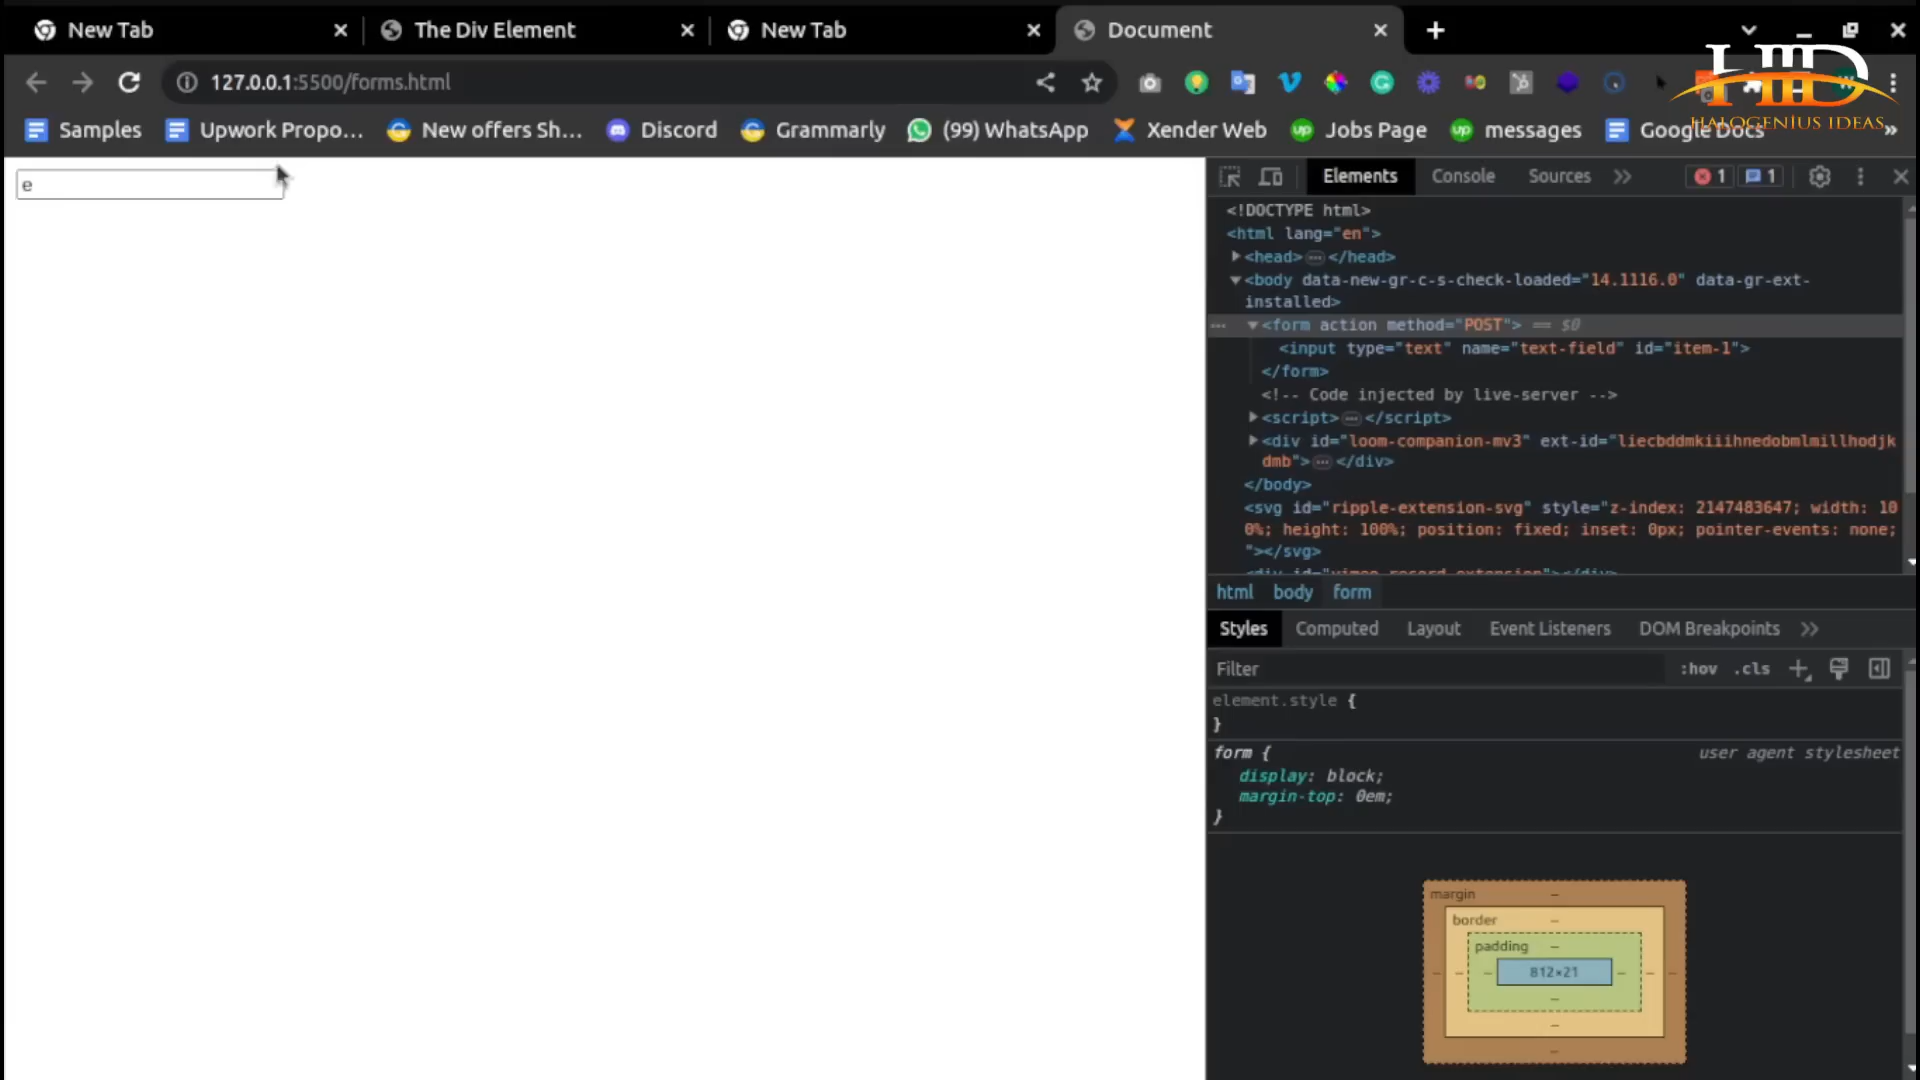 New Tab
The Div Element
New Tab
Document
127.0.0.1:5500/forms.html
HID
HALOGENIUS IDEAS
Samples
Upwork Propo...
New offers Sh...
Discord
Grammarly
(99) WhatsApp
Xender Web
Jobs Page
messages
Google Docs
»
e
Elements
Console
Sources
1
1
<!DOCTYPE html>
<html lang="en">
<head> ⋯ </head>
<body data-new-gr-c-s-check-loaded="14.1116.0" data-gr-ext-
installed>
<form action method="POST"> == $0
<input type="text" name="text-field" id="item-1">
</form>
<!-- Code injected by live-server -->
<script> ⋯ </script>
<div id="loom-companion-mv3" ext-id="liecbddmkiiihnedobmlmillhodjk
dmb"> ⋯ </div>
</body>
<svg id="ripple-extension-svg" style="z-index: 2147483647; width: 10
0%; height: 100%; position: fixed; inset: 0px; pointer-events: none;
"></svg>
<div id="vimeo-record-extension"></div>
html body form
Styles
Computed
Layout
Event Listeners
DOM Breakpoints
Filter
:hov .cls
element.style {
}
form {
user agent stylesheet
display: block;
margin-top: 0em;
}
margin
border
padding
812×21